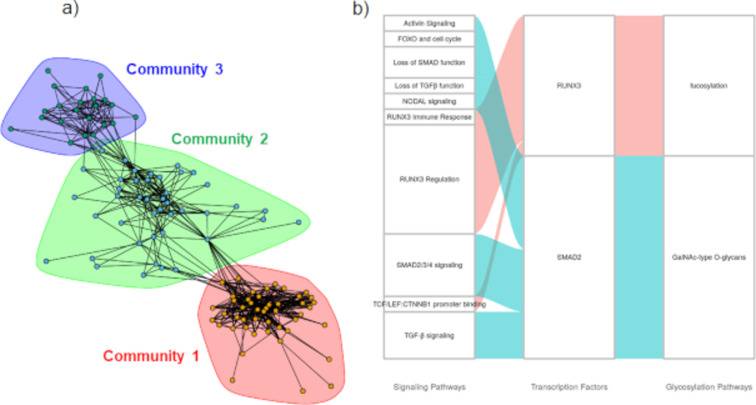 a)
Community 3
Community 2
Community 1
b)
Activin Signaling
FOXO and cell cycle
Loss of SMAD function
Loss of TGFβ function
NODAL signaling
RUNX3 Immune Response
RUNX3 Regulation
SMAD2/3/4 signaling
TCF/LEF:CTNNB1 promoter binding
TGF-β signaling
RUNX3
SMAD2
fucosylation
GalNAc-type O-glycans
Signaling Pathways
Transcription Factors
Glycosylation Pathways